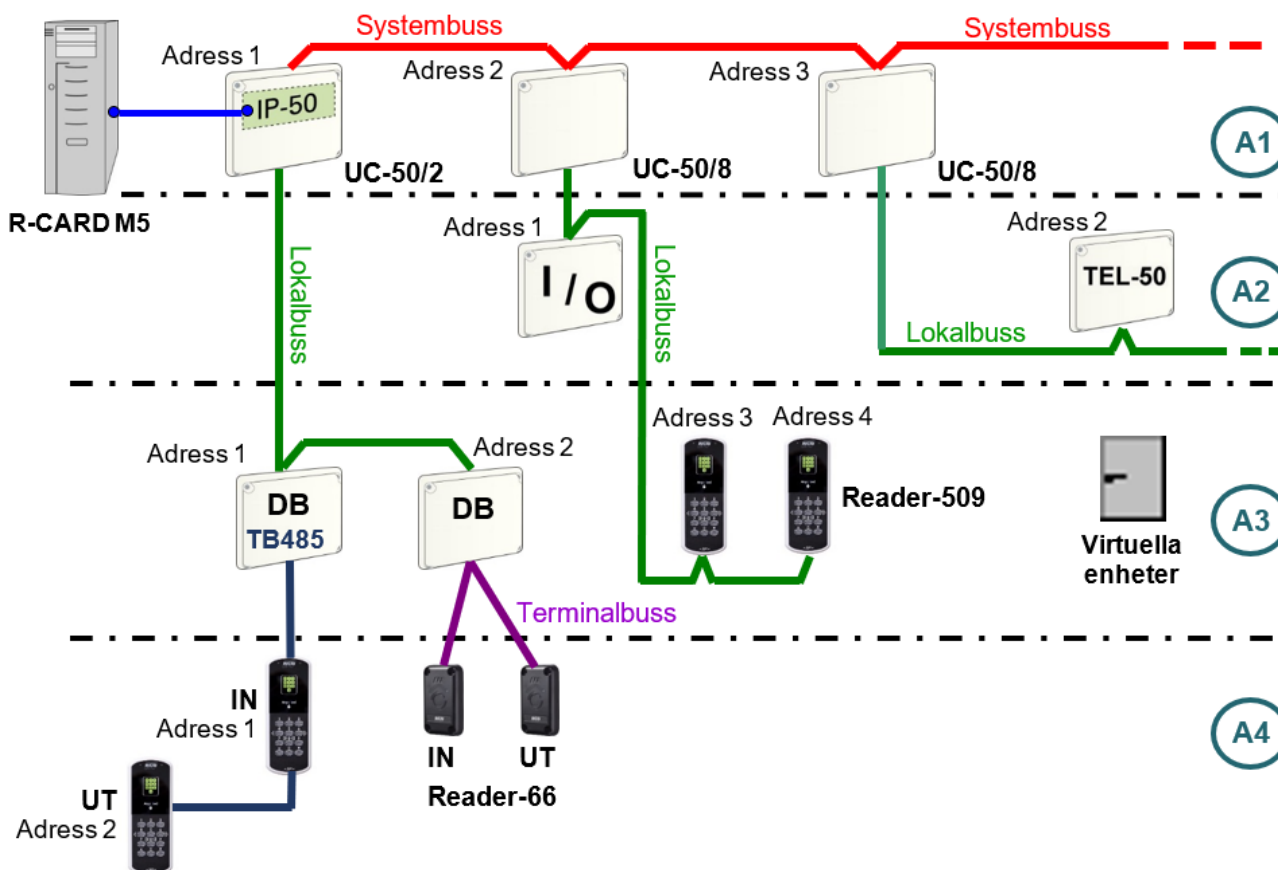 Systembuss
Systembuss
Adress 1
Adress 2
Adress 3
IP-50
A1
UC-50/2
UC-50/8
UC-50/8
R-CARD M5
Adress 1
Adress 2
I/O
TEL-50
A2
Lokalbuss
Lokalbuss
Lokalbuss
Adress 3
Adress 4
Adress 1
Adress 2
DB
TB485
DB
Reader-509
A3
Virtuella
enheter
Terminalbuss
IN
Adress 1
IN
UT
A4
Reader-66
UT
Adress 2